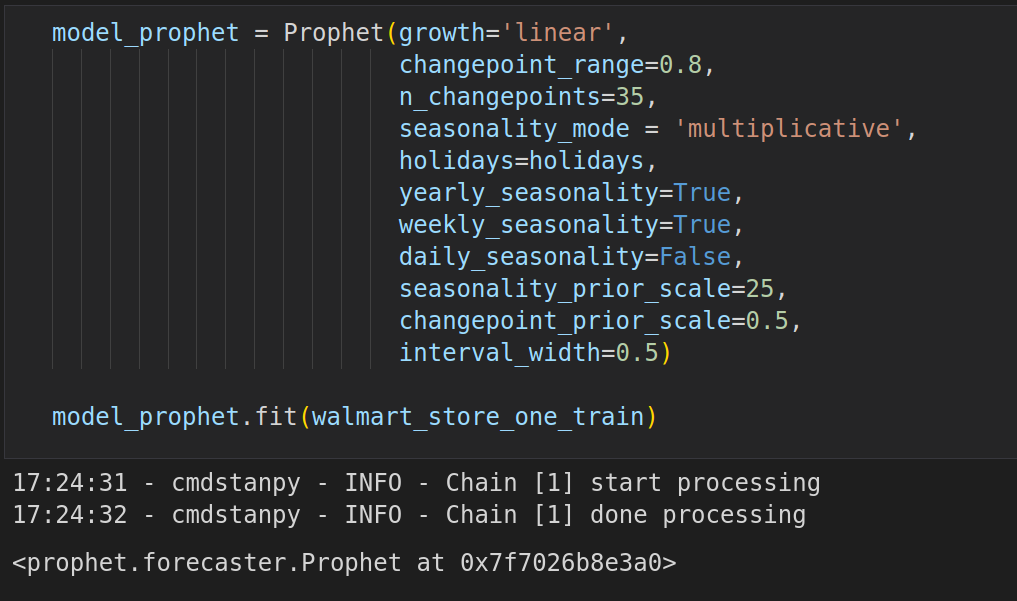 model_prophet = Prophet(growth='linear',
changepoint_range=0.8,
n_changepoints=35,
seasonality_mode = 'multiplicative',
holidays=holidays,
yearly_seasonality=True,
weekly_seasonality=True,
daily_seasonality=False,
seasonality_prior_scale=25,
changepoint_prior_scale=0.5,
interval_width=0.5)
model_prophet.fit(walmart_store_one_train)
17:24:31 - cmdstanpy - INFO - Chain [1] start processing
17:24:32 - cmdstanpy - INFO - Chain [1] done processing
<prophet.forecaster.Prophet at 0x7f7026b8e3a0>